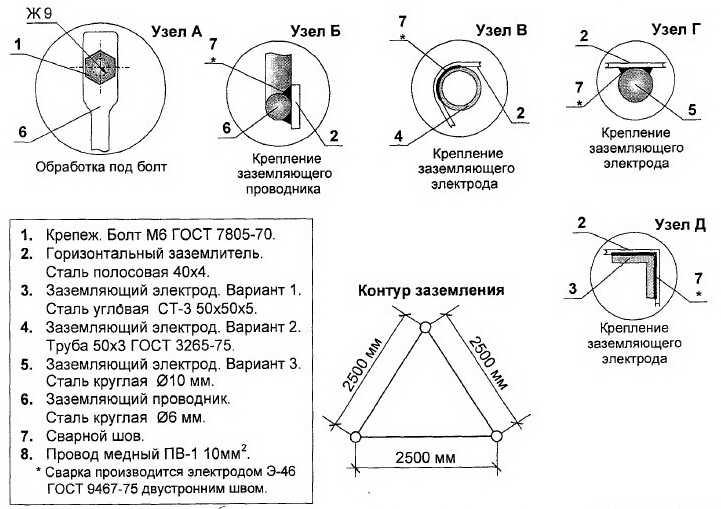 Ж 9
1
6
Узел А
Обработка под болт
7
*
Узел Б
6
2
Крепление
заземляющего
проводника
7
*
Узел В
4
2
Крепление
заземляющего
электрода
2
Узел Г
7
*
5
Крепление
заземляющего
электрода
1. Крепеж. Болт М6 ГОСТ 7805-70.
2. Горизонтальный заземлитель.
Сталь полосовая 40х4.
3. Заземляющий электрод. Вариант 1.
Сталь угловая СТ-3 50х50х5.
4. Заземляющий электрод. Вариант 2.
Труба 50х3 ГОСТ 3265-75.
5. Заземляющий электрод. Вариант 3.
Сталь круглая Ø10 мм.
6. Заземляющий проводник.
Сталь круглая Ø6 мм.
7. Сварной шов.
8. Провод медный ПВ-1 10мм².
* Сварка производится электродом Э-46
ГОСТ 9467-75 двустронним швом.
Контур заземления
2500 мм
2500 мм
2500 мм
Узел Д
2
3
7
*
Крепление
заземляющего
электрода